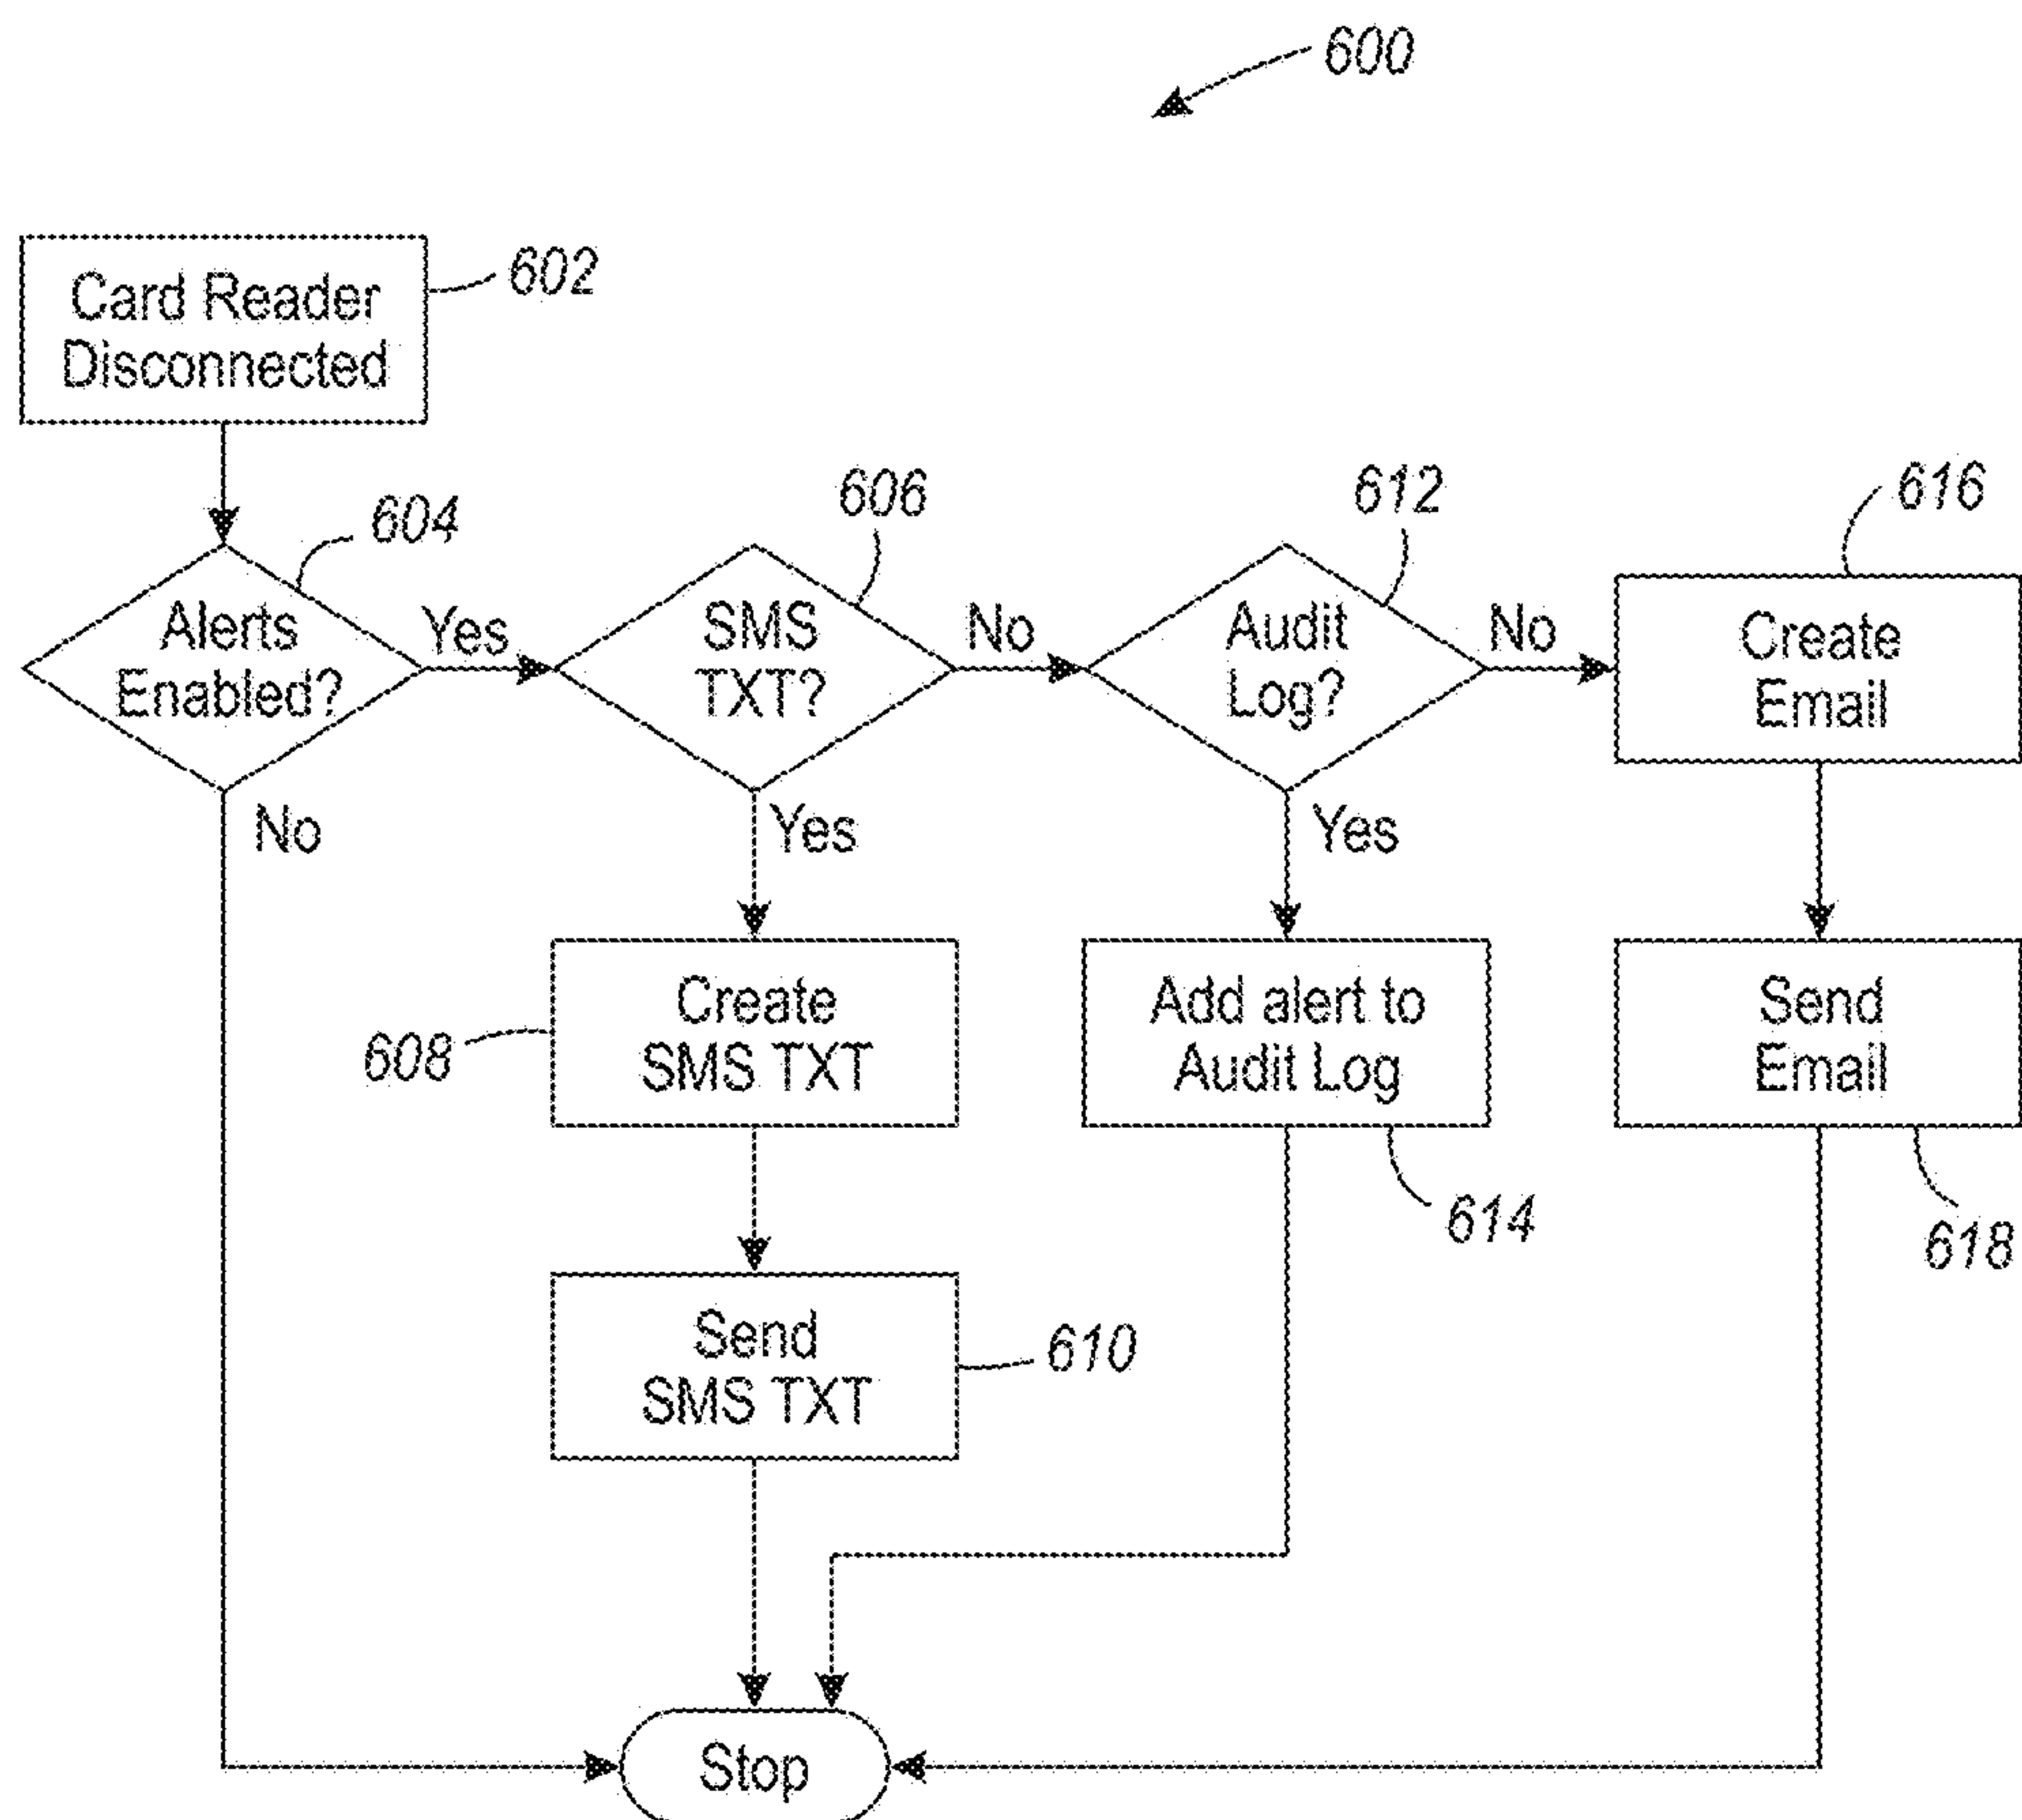 600
Card Reader
Disconnected
602
604
Alerts
Enabled?
Yes
No
606
SMS
TXT?
No
Yes
612
Audit
Log?
No
Yes
616
Create
Email
608
Create
SMS TXT
Add alert to
Audit Log
614
Send
Email
618
Send
SMS TXT
610
Stop